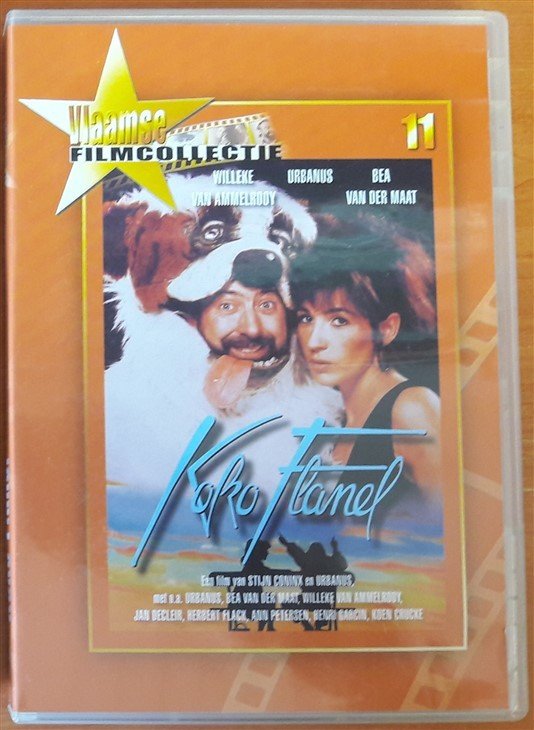 Vlaamse
FILMCOLLECTIE
11
WILLEKE URBANUS BEA
VAN AMMELROOY VAN DER MAAT
Koko Flanel
Een film van STIJN CONINX en URBANUS,
met o.a. URBANUS, BEA VAN DER MAAT, WILLEKE VAN AMMELROOY,
JAN DECLEIR, HERBERT FLACK, ANN PETERSEN, HENRI GARCIN, KOEN CRUCKE